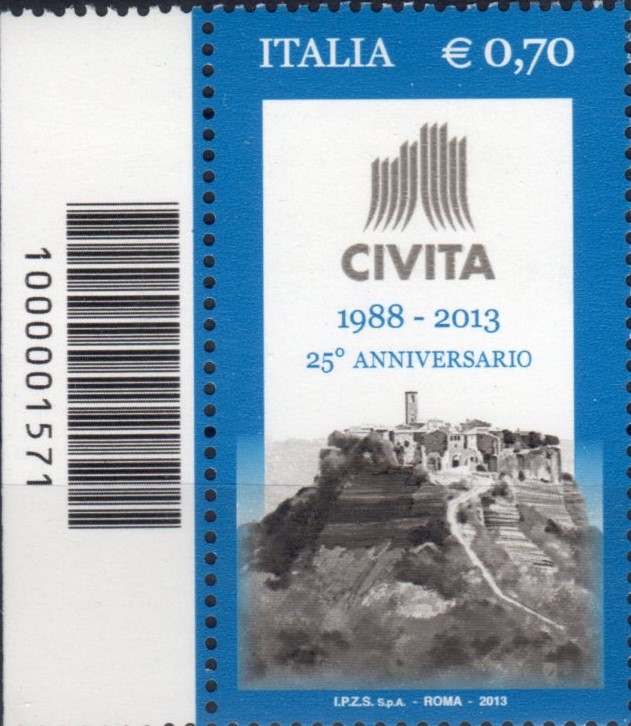 ITALIA € 0,70
CIVITA
1988 - 2013
25° ANNIVERSARIO
I.P.Z.S. S.p.A. - ROMA - 2013
1000001571